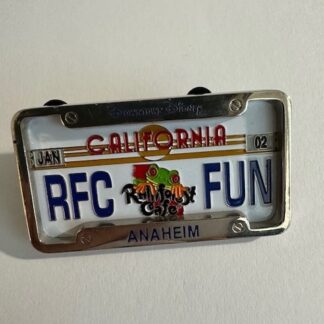 Downtown Disney
CALIFORNIA
JAN 02
RFC Rainforest Cafe FUN
ANAHEIM